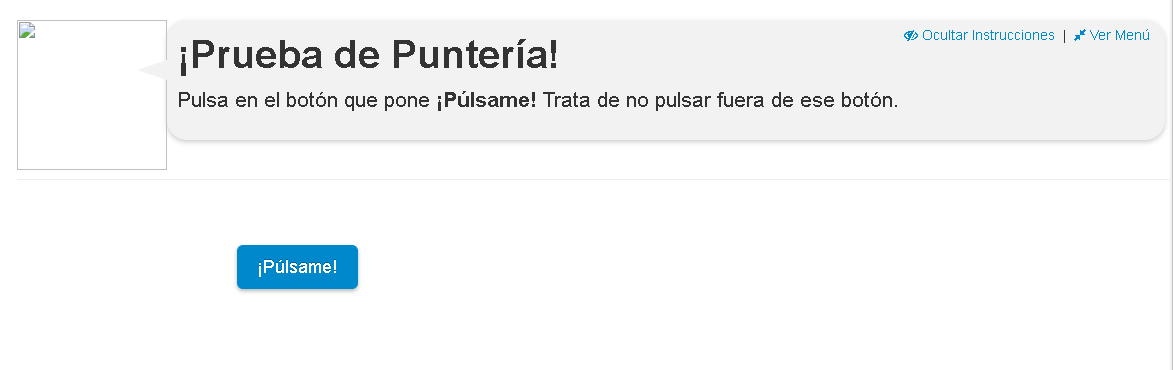 ¡Prueba de Puntería!
Ocultar Instrucciones | Ver Menú
Pulsa en el botón que pone ¡Púlsame! Trata de no pulsar fuera de ese botón.
¡Púlsame!